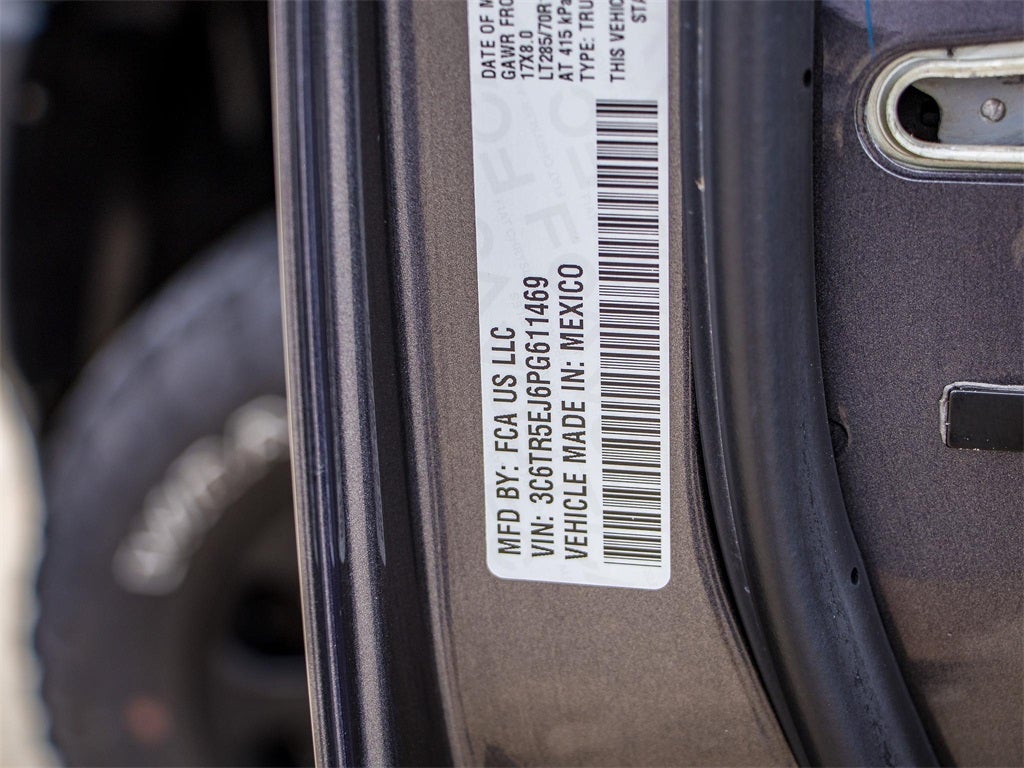 DATE OF M
GAWR FRO
17X8.0
LT285/70R1
AT 415 kPa
TYPE: TRU
THIS VEHIC
STA
MFD BY: FCA US LLC
VIN: 3C6TR5EJ6PG611469
VEHICLE MADE IN: MEXICO